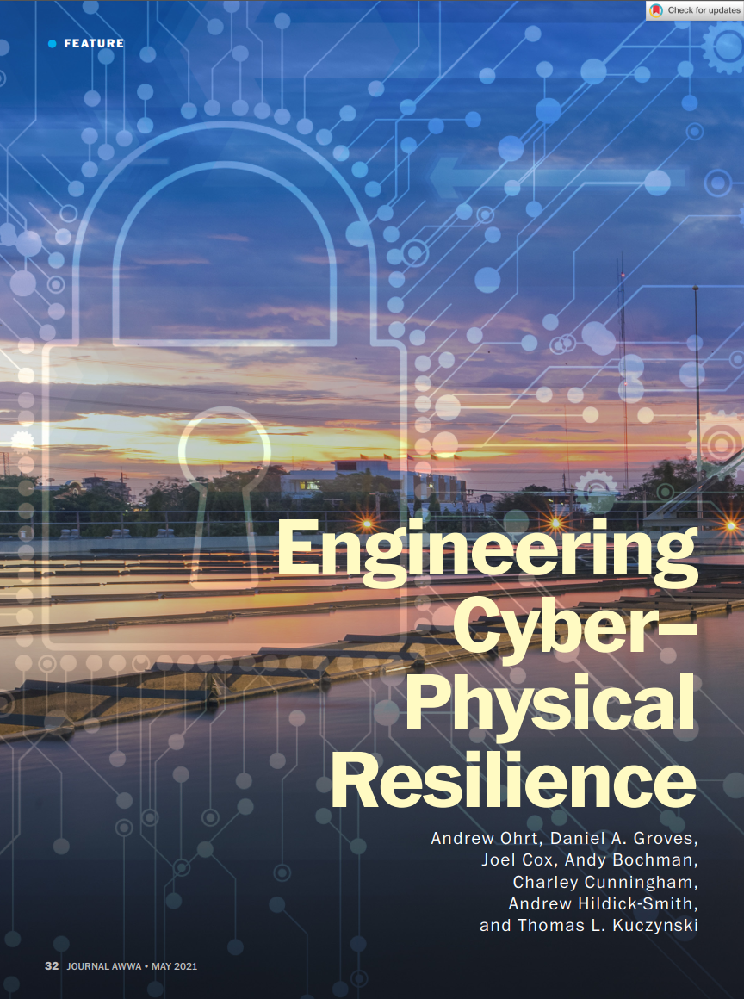 Check for updates
FEATURE
Engineering
Cyber–
Physical
Resilience
Andrew Ohrt, Daniel A. Groves,
Joel Cox, Andy Bochman,
Charley Cunningham,
Andrew Hildick-Smith,
and Thomas L. Kuczynski
32 JOURNAL AWWA • MAY 2021